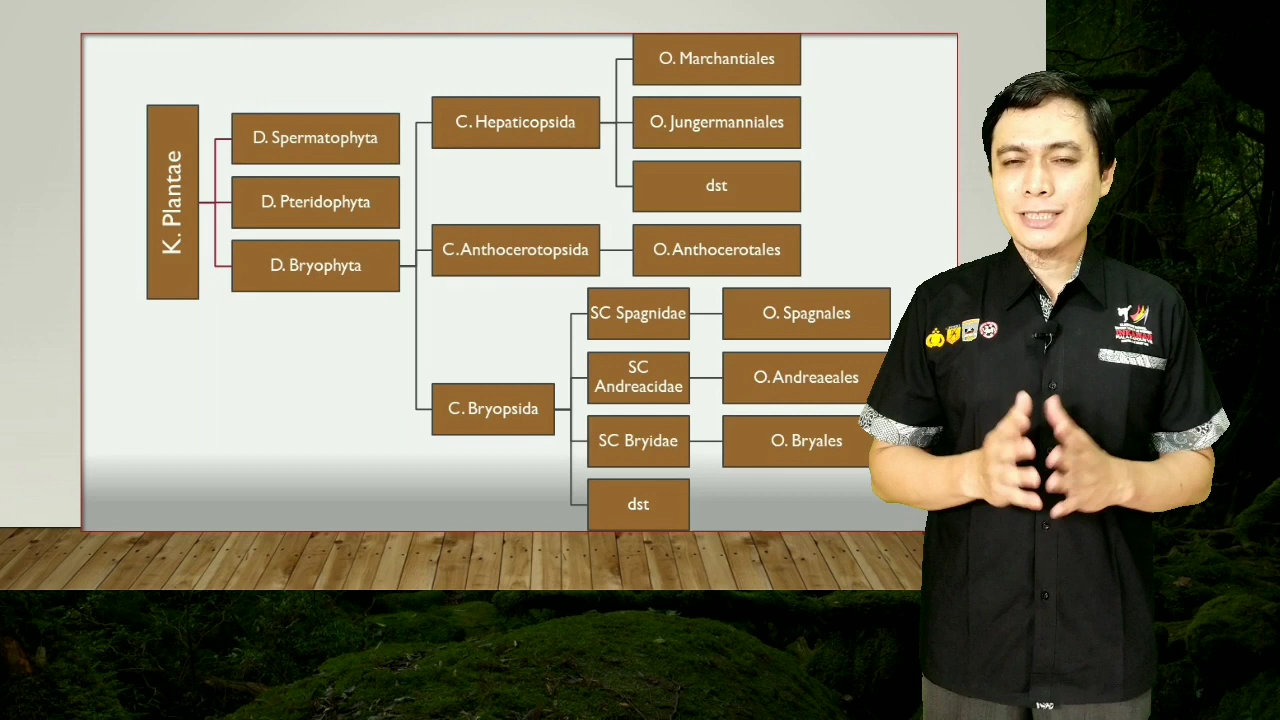 K. Plantae
D. Spermatophyta
D. Pteridophyta
D. Bryophyta
C. Hepaticopsida
O. Marchantiales
O. Jungermanniales
dst
C. Anthocerotopsida
O. Anthocerotales
C. Bryopsida
SC Spagnidae
O. Spagnales
SC
Andreacidae
O. Andreaeales
SC Bryidae
O. Bryales
dst